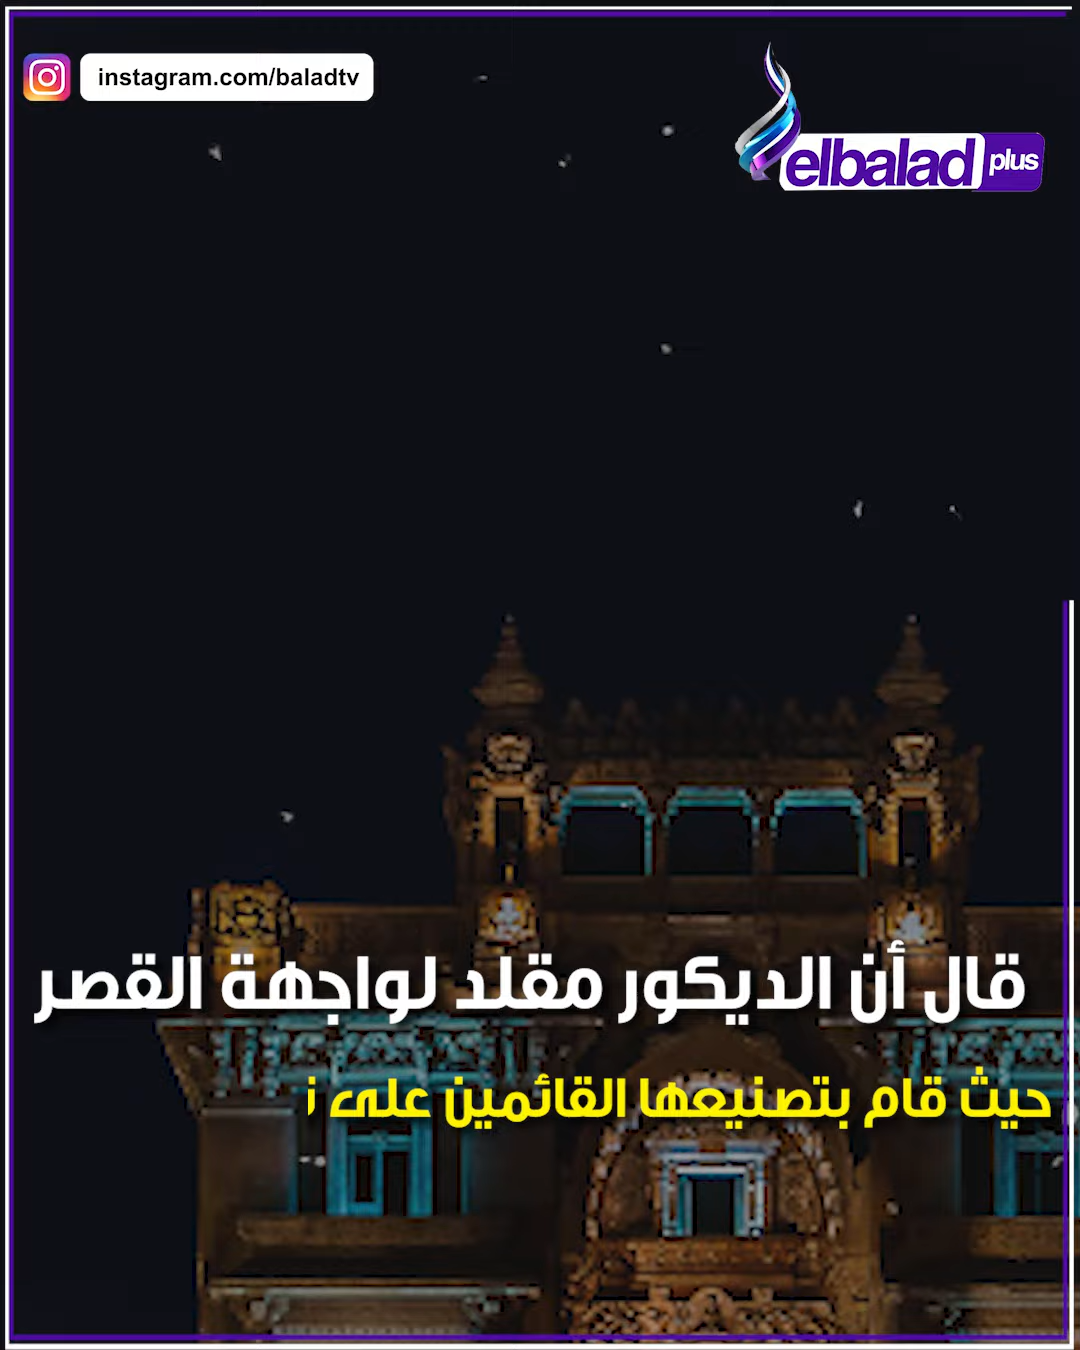 instagram.com/baladtv
elbalad plus
قال أن الديكور مقلد لواجهة القصر
حيث قام بتصنيعها القائمين على